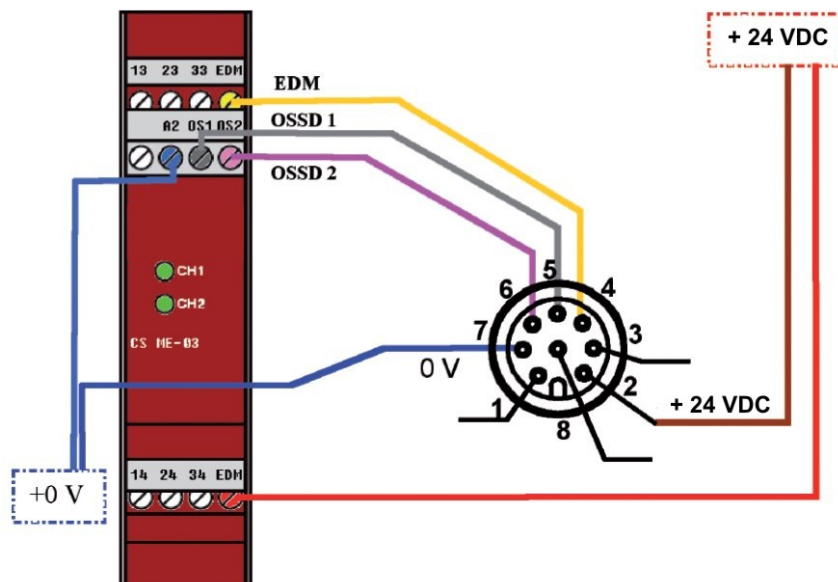 + 24 VDC
13 23 33 EDM
EDM
A2 OS1 OS2
OSSD 1
OSSD 2
CH1
CH2
CS ME-03
6 5 4
7 3
0 V
1 2
8
+ 24 VDC
14 24 34 EDM
+0 V